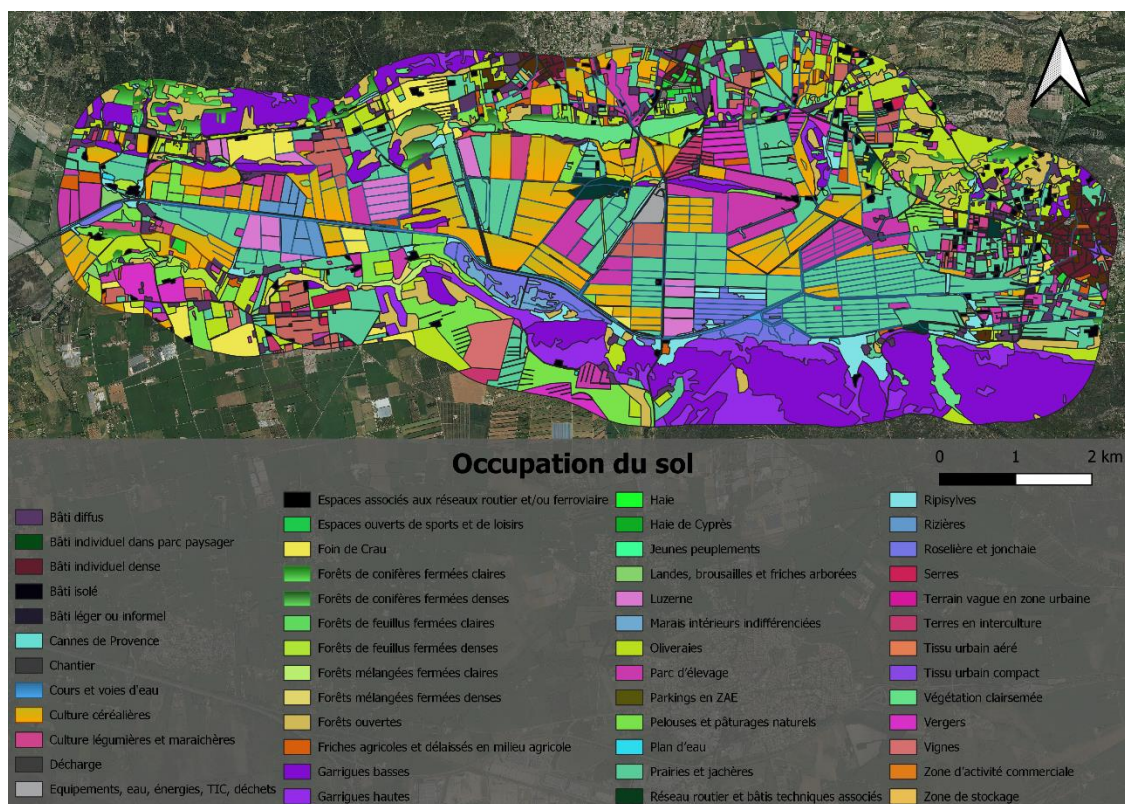 Occupation du sol
0 1 2 km
Bâti diffus
Bâti individuel dans parc paysager
Bâti individuel dense
Bâti isolé
Bâti léger ou informel
Cannes de Provence
Chantier
Cours et voies d'eau
Culture céréalières
Culture légumières et maraichères
Décharge
Equipements, eau, énergies, TIC, déchets
Espaces associés aux réseaux routier et/ou ferroviaire
Espaces ouverts de sports et de loisirs
Foin de Crau
Forêts de conifères fermées claires
Forêts de conifères fermées denses
Forêts de feuillus fermées claires
Forêts de feuillus fermées denses
Forêts mélangées fermées claires
Forêts mélangées fermées denses
Forêts ouvertes
Friches agricoles et délaissés en milieu agricole
Garrigues basses
Garrigues hautes
Haie
Haie de Cyprès
Jeunes peuplements
Landes, brousailles et friches arborées
Luzerne
Marais intérieurs indifférenciées
Oliveraies
Parc d'élevage
Parkings en ZAE
Pelouses et pâturages naturels
Plan d'eau
Prairies et jachères
Réseau routier et bâtis techniques associés
Ripisylves
Rizières
Roselière et jonchaie
Serres
Terrain vague en zone urbaine
Terres en interculture
Tissu urbain aéré
Tissu urbain compact
Végétation clairsemée
Vergers
Vignes
Zone d'activité commerciale
Zone de stockage